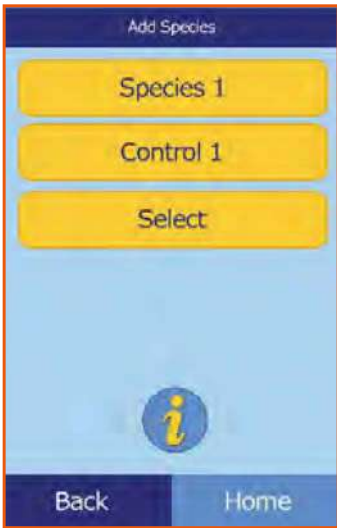 Add Species
Species 1
Control 1
Select
i
Back Home